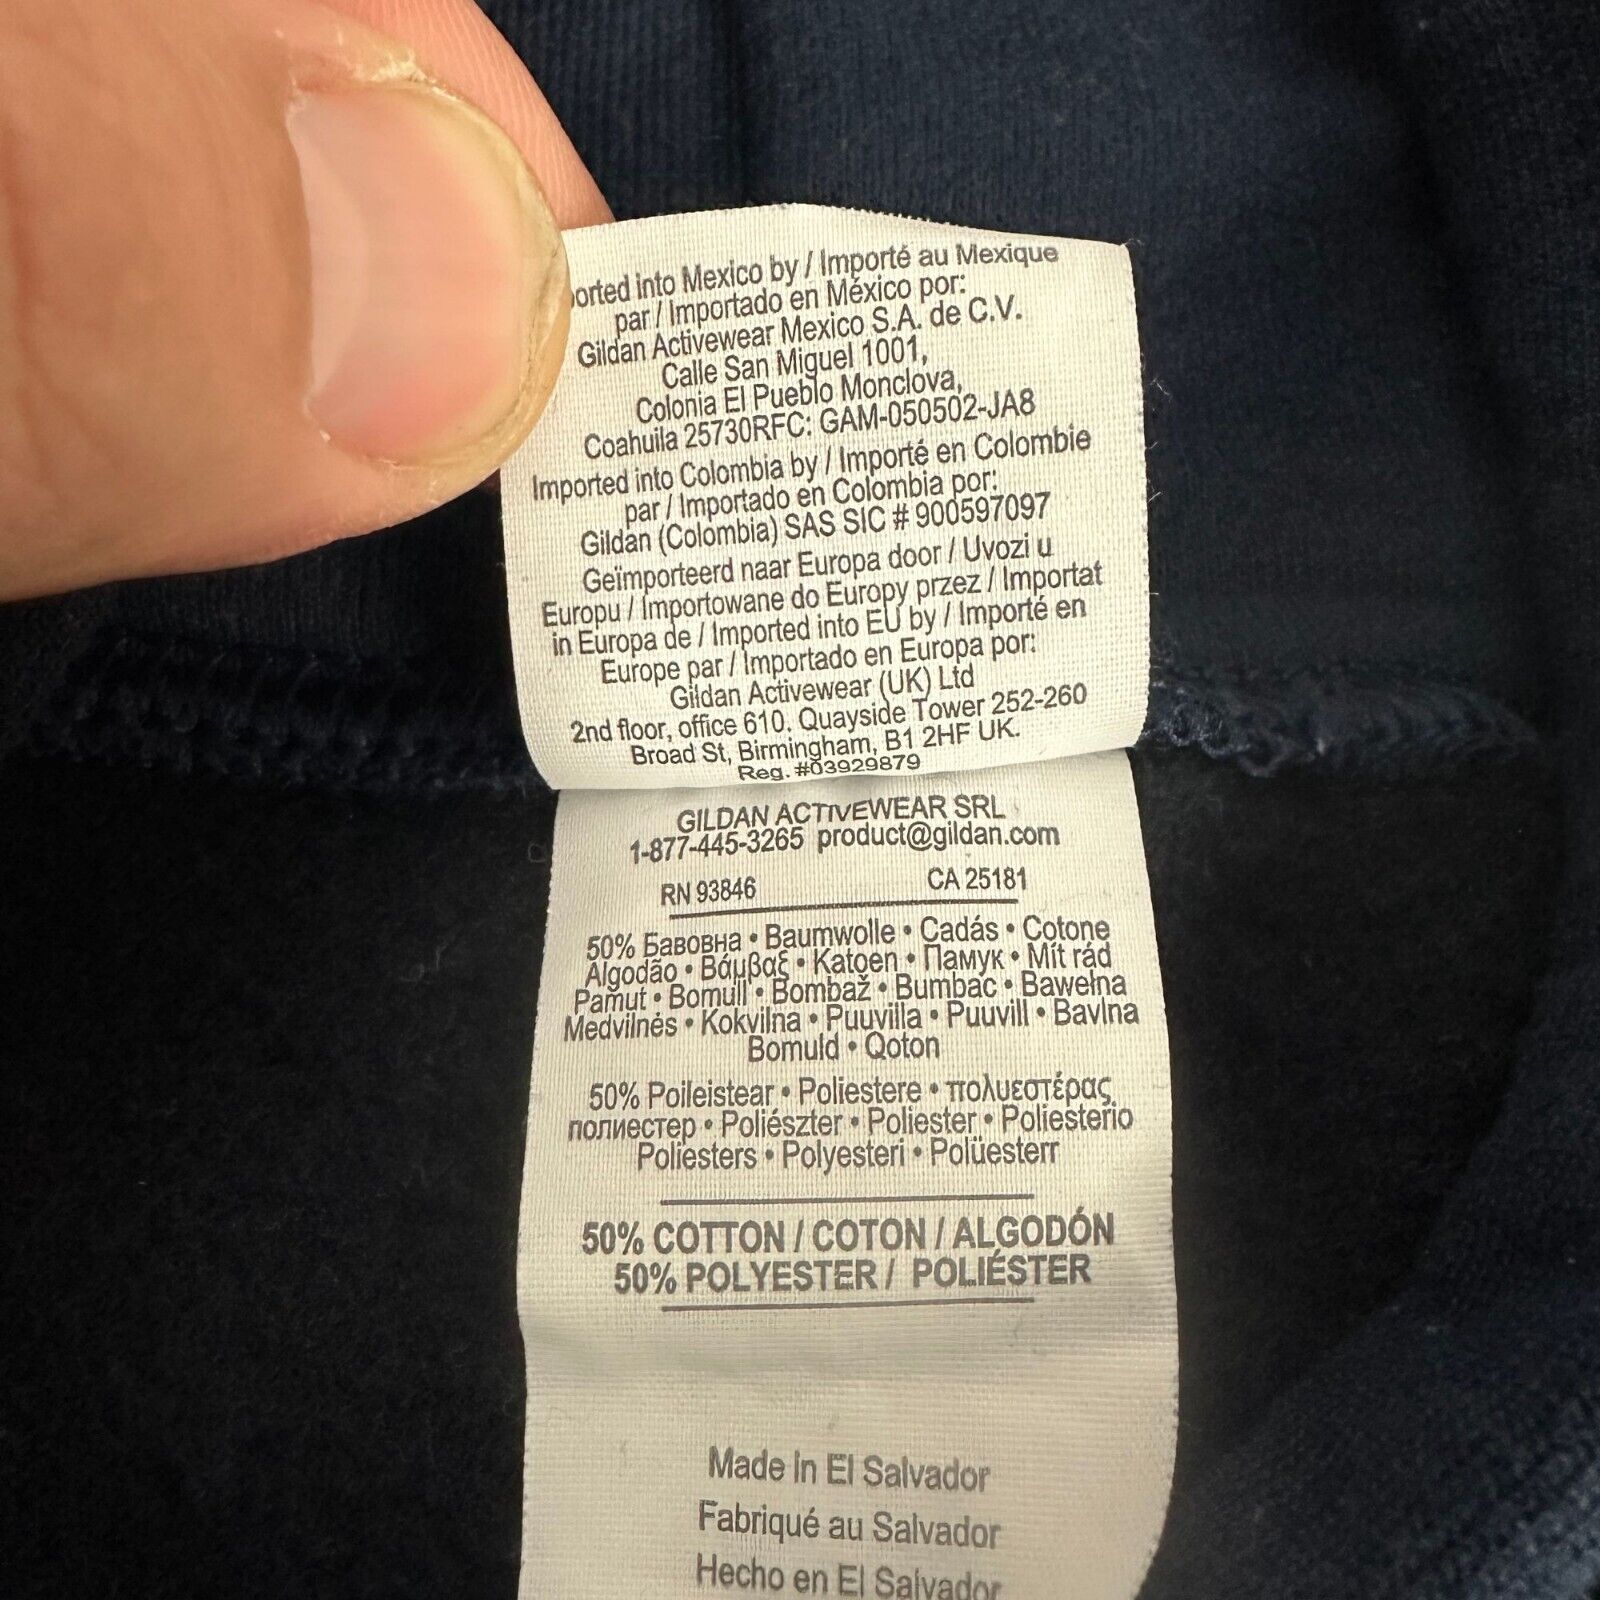 orted into Mexico by / Importé au Mexique
par / Importado en México por:
Gildan Activewear Mexico S.A. de C.V.
Calle San Miguel 1001,
Colonia El Pueblo Monclova,
Coahuila 25730RFC: GAM-050502-JA8
Imported into Colombia by / Importé en Colombie
par / Importado en Colombia por:
Gildan (Colombia) SAS SIC # 900597097
Geïmporteerd naar Europa door / Uvozi u
Europu / Importowane do Europy przez / Importat
in Europa de / Imported into EU by / Importé en
Europe par / Importado en Europa por:
Gildan Activewear (UK) Ltd
2nd floor, office 610. Quayside Tower 252-260
Broad St, Birmingham, B1 2HF UK.
Reg. #03929879
GILDAN ACTIVEWEAR SRL
1-877-445-3265 product@gildan.com
RN 93846 CA 25181
50% Бавовна • Baumwolle • Cadás • Cotone
Algodão • Βάμβαξ • Katoen • Памук • Mít rád
Pamut • Bomull • Bombaž • Bumbac • Bawełna
Medvilnės • Kokvilna • Puuvilla • Puuvill • Bavlna
Bomuld • Qoton
50% Poileistear • Poliestere • πολυεστέρας
полиестер • Poliészter • Poliester • Poliesterio
Poliesters • Polyesteri • Polüesterr
50% COTTON / COTON / ALGODÓN
50% POLYESTER / POLIÉSTER
Made In El Salvador
Fabriqué au Salvador
Hecho en El Salvador